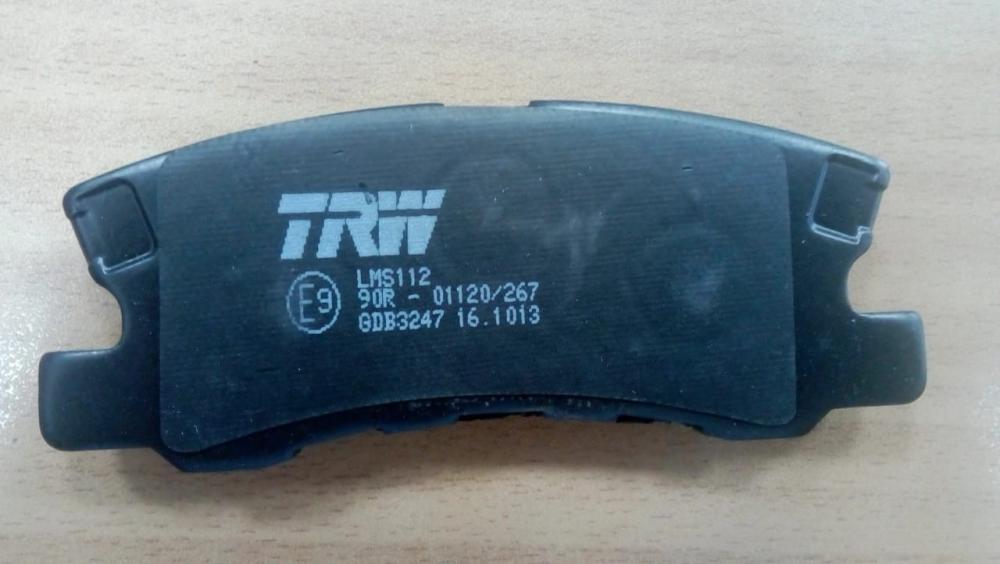 TRW
LMS112
E9
90R - 01120/267
GDB3247 16.1013